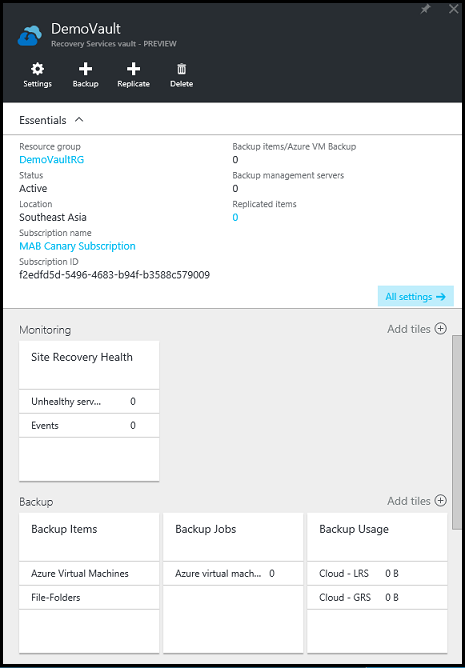 DemoVault
Recovery Services vault - PREVIEW
Settings Backup Replicate Delete
Essentials
Resource group
DemoVaultRG
Status
Active
Location
Southeast Asia
Subscription name
MAB Canary Subscription
Subscription ID
f2edfd5d-5496-4683-b94f-b3588c579009
Backup items/Azure VM Backup
0
Backup management servers
0
Replicated items
0
All settings →
Monitoring
Add tiles
Site Recovery Health
Unhealthy serv... 0
Events 0
Backup
Add tiles
Backup Items
Azure Virtual Machines
File-Folders
Backup Jobs
Azure virtual mach... 0
Backup Usage
Cloud - LRS 0 B
Cloud - GRS 0 B